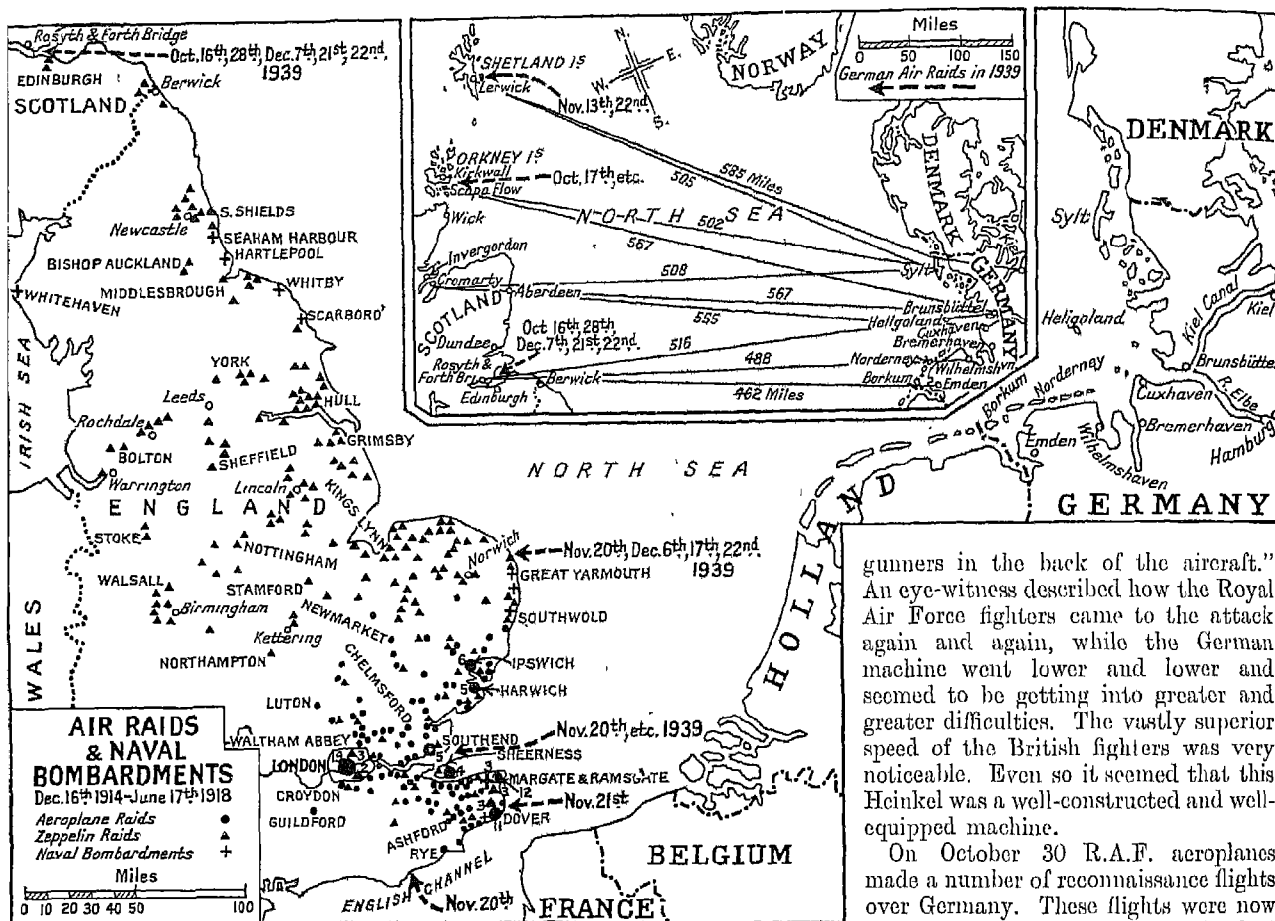 Rosyth & Forth Bridge
Oct. 16th, 28th, Dec. 7th, 21st, 22nd,
1939
EDINBURGH
Berwick
SCOTLAND
Newcastle
S. SHIELDS
SEAHAM HARBOUR
HARTLEPOOL
BISHOP AUCKLAND
MIDDLESBROUGH
WHITBY
WHITEHAVEN
SCARBORO'
IRISH SEA
YORK
Leeds
HULL
Rochdale
GRIMSBY
BOLTON
SHEFFIELD
Warrington
Lincoln
ENGLAND
KINGS LYNN
STOKE
NOTTINGHAM
Norwich
Nov. 20th, Dec. 6th, 17th, 22nd.
1939
GREAT YARMOUTH
WALSALL
STAMFORD
Birmingham
NEWMARKET
SOUTHWOLD
Kettering
WALES
NORTHAMPTON
CHELMSFORD
6
IPSWICH
5
HARWICH
LUTON
Nov. 20th, etc. 1939
WALTHAM ABBEY
SOUTHEND
SHEERNESS
LONDON
MARGATE & RAMSGATE
CROYDON
12
Nov. 21st
GUILDFORD
ASHFORD
DOVER
11
RYE
ENGLISH CHANNEL
Nov. 20th
FRANCE
BELGIUM
HOLLAND
NORTH SEA
AIR RAIDS
& NAVAL
BOMBARDMENTS
Dec. 16th 1914-June 17th 1918
Aeroplane Raids
Zeppelin Raids
Naval Bombardments
Miles
0 10 20 30 40 50 100
SHETLAND Is
Lerwick
Nov. 13th, 22nd.
N.
E.
W.
S.
NORWAY
Miles
0 50 100 150
German Air Raids in 1939
ORKNEY Is
Kirkwall
Scapa Flow
Oct. 17th, etc.
585 Miles
505
NORTH SEA
502
567
Wick
Invergordon
Cromarty
508
567
Aberdeen
555
SCOTLAND
Oct 16th, 28th,
Dec. 7th, 21st, 22nd.
516
Dundee
488
Rosyth &
Forth Bri.
Berwick
462 Miles
Edinburgh
DENMARK
Kiel
Sylt
GERMANY
Brunsbüttel
Heligoland
Cuxhaven
Bremerhaven
Norderney
Wilhelmshvn
Borkum
Emden
DENMARK
Sylt
Heligoland
Kiel Canal
Kiel
Brunsbüttel
Norderney
Borkum
Cuxhaven
R. Elbe
Emden
Wilhelmshaven
Bremerhaven
Hamburg
GERMANY
gunners in the back of the aircraft."
An eye-witness described how the Royal
Air Force fighters came to the attack
again and again, while the German
machine went lower and lower and
seemed to be getting into greater and
greater difficulties. The vastly superior
speed of the British fighters was very
noticeable. Even so it seemed that this
Heinkel was a well-constructed and well-
equipped machine.
On October 30 R.A.F. aeroplanes
made a number of reconnaissance flights
over Germany. These flights were now